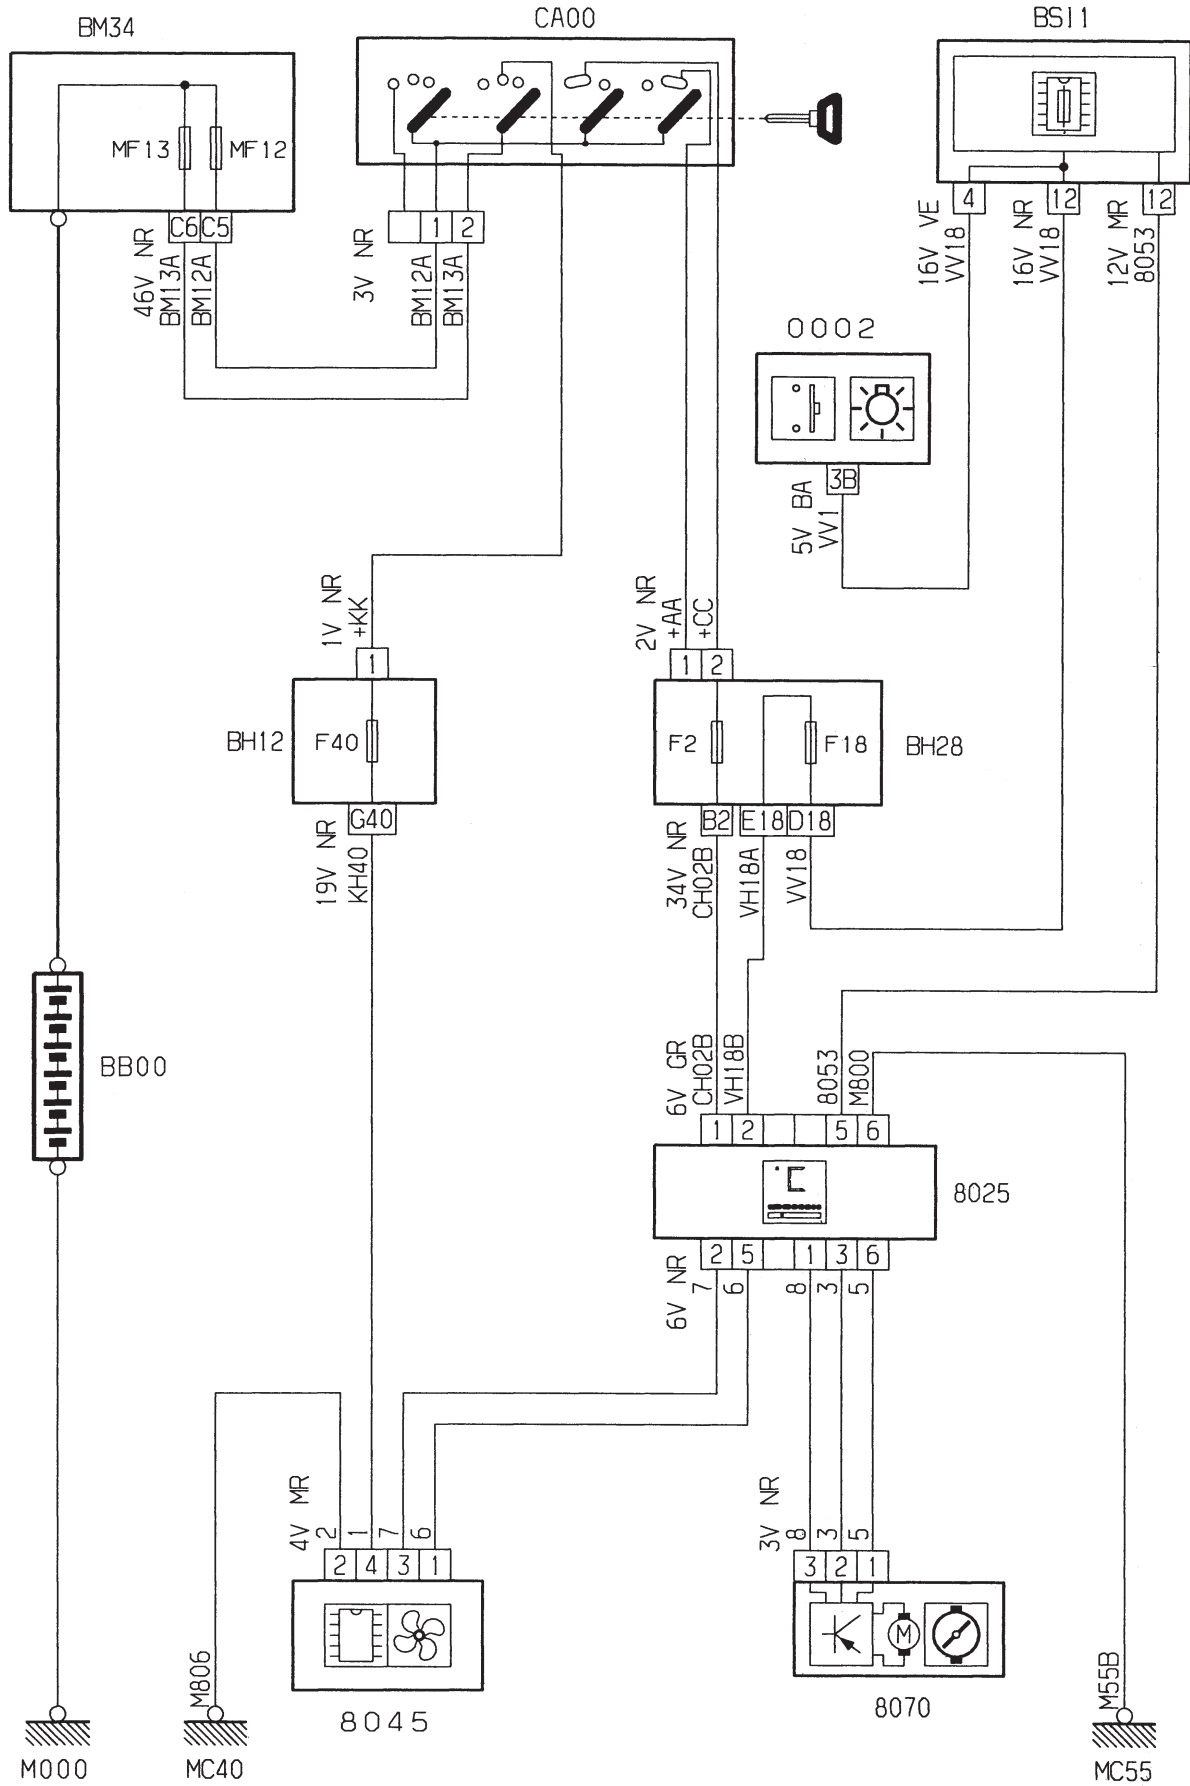 BM34
CA00
BSI1
MF13
MF12
C6
C5
46V NR
BM13A
BM12A
3V NR
1
2
BM12A
BM13A
4
12
12
16V VE
VV18
16V NR
VV18
12V MR
8053
0002
3B
5V BA
VV1
1V NR
+KK
1
BH12
F40
G40
19V NR
KH40
2V NR
+AA
+CC
1
2
F2
F18
BH28
B2
E18
D18
34V NR
CH02B
VH18A
VV18
BB00
6V GR
CH02B
VH18B
8053
M800
1
2
5
6
°C
8025
2
5
1
3
6
6V NR
7
6
8
3
5
4V MR
2
1
7
6
2
4
3
1
3V NR
8
3
5
3
2
1
M
8045
8070
M806
M55B
M000
MC40
MC55